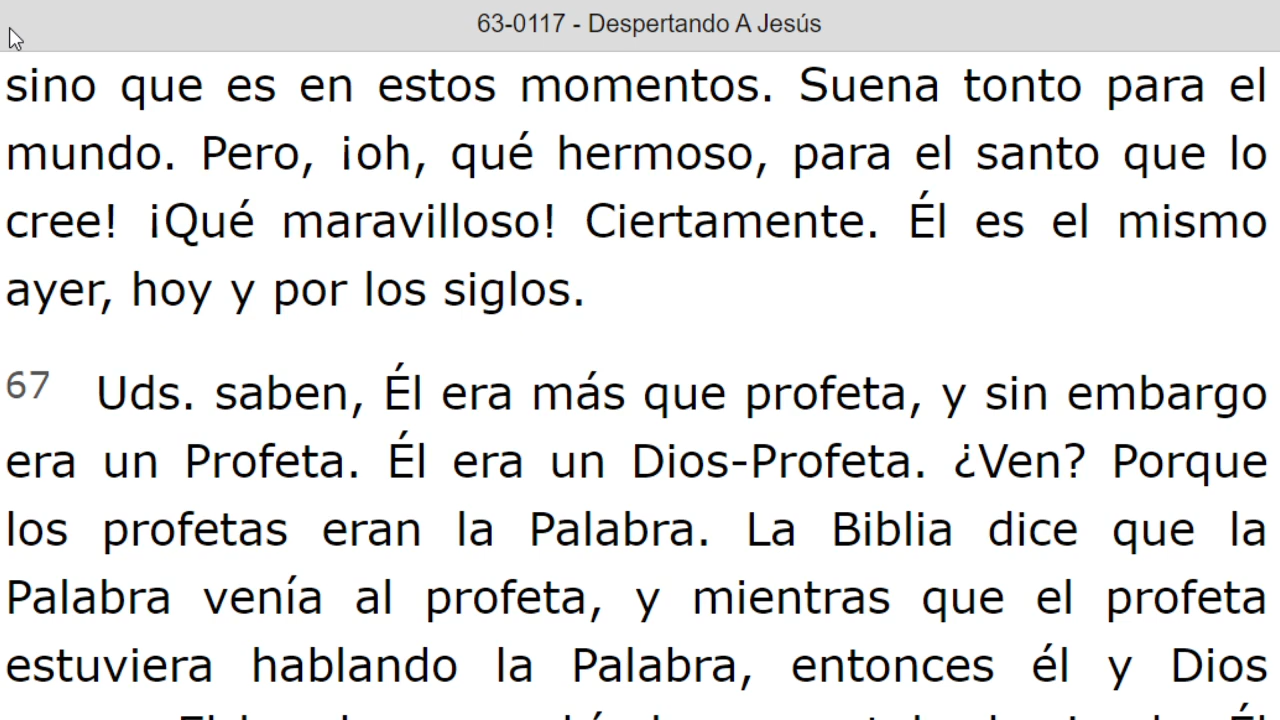 63-0117 - Despertando A Jesús
sino que es en estos momentos. Suena tonto para el
mundo. Pero, ¡oh, qué hermoso, para el santo que lo
cree! ¡Qué maravilloso! Ciertamente. Él es el mismo
ayer, hoy y por los siglos.
67 Uds. saben, Él era más que profeta, y sin embargo
era un Profeta. Él era un Dios-Profeta. ¿Ven? Porque
los profetas eran la Palabra. La Biblia dice que la
Palabra venía al profeta, y mientras que el profeta
estuviera hablando la Palabra, entonces él y Dios